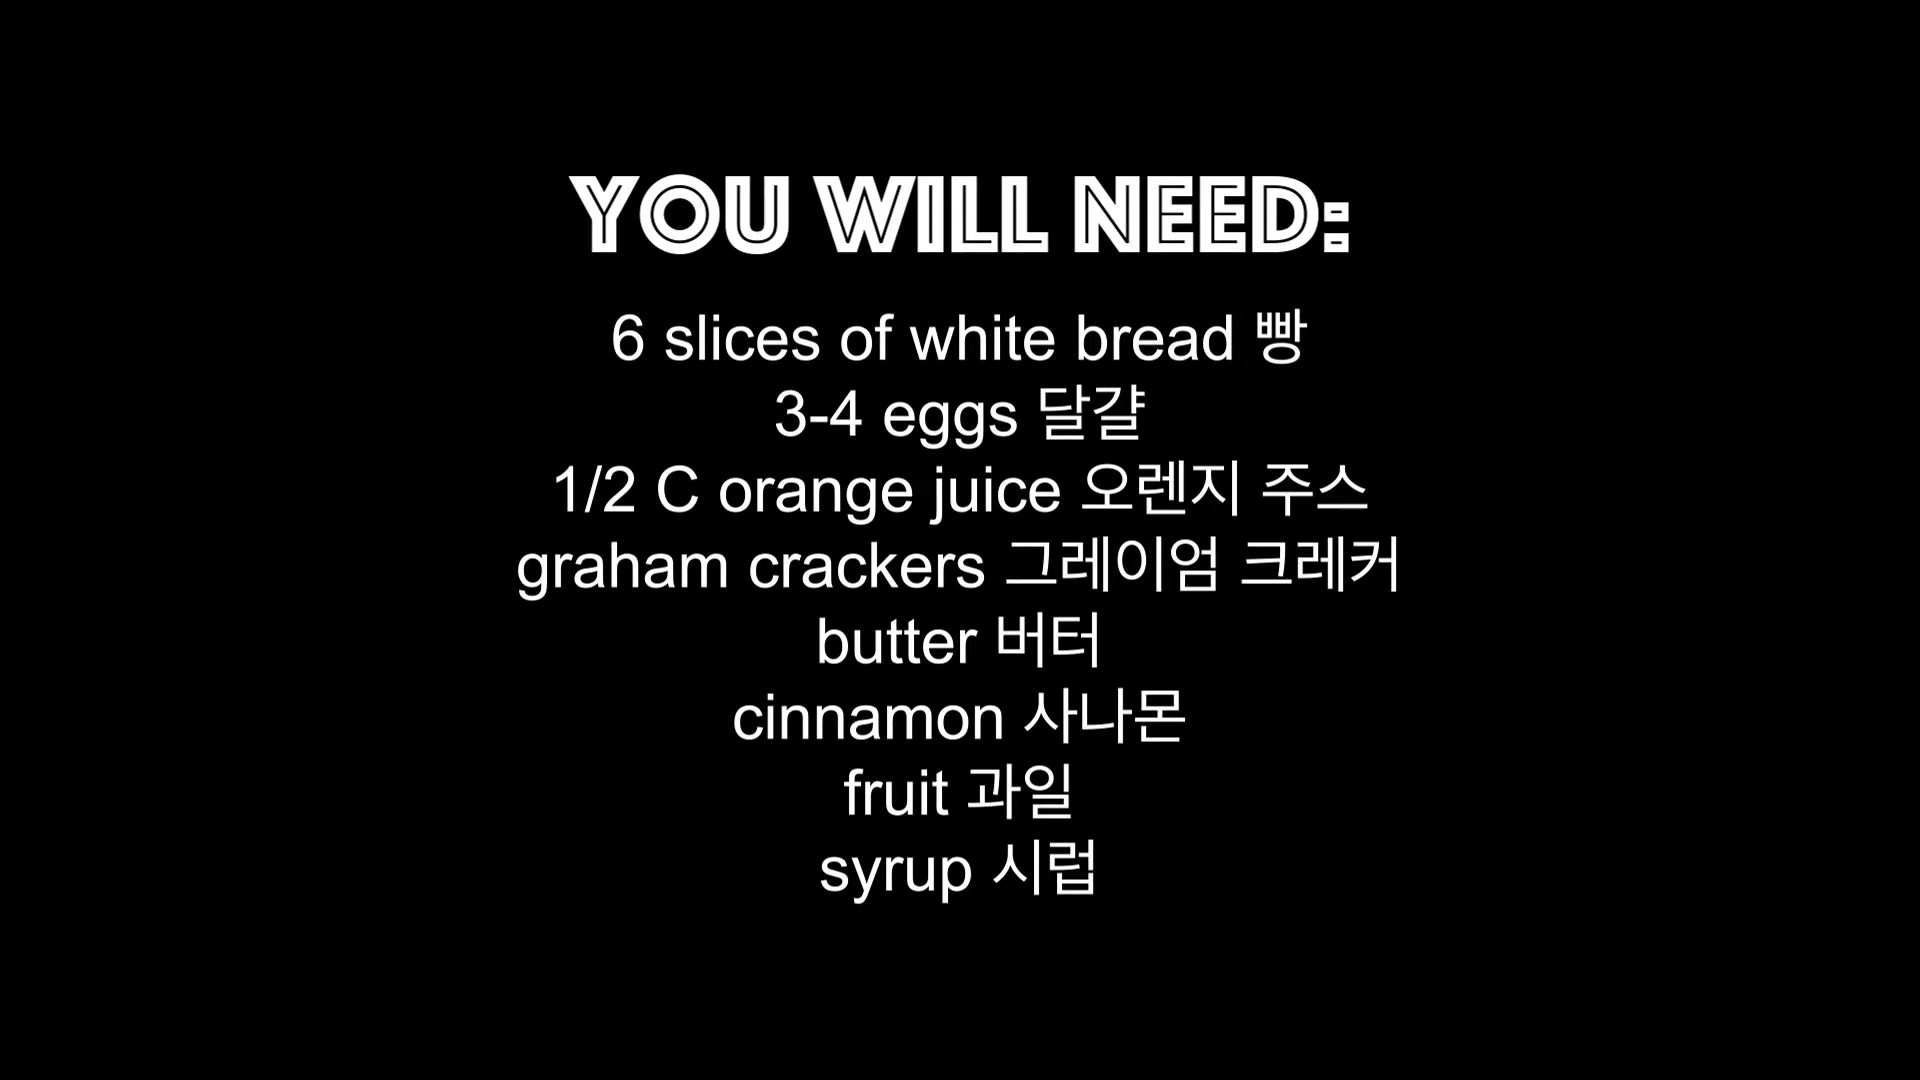 YOU WILL NEED:
6 slices of white bread 빵
3-4 eggs 달걀
1/2 C orange juice 오렌지 주스
graham crackers 그레이엄 크레커
butter 버터
cinnamon 사나몬
fruit 과일
syrup 시럽